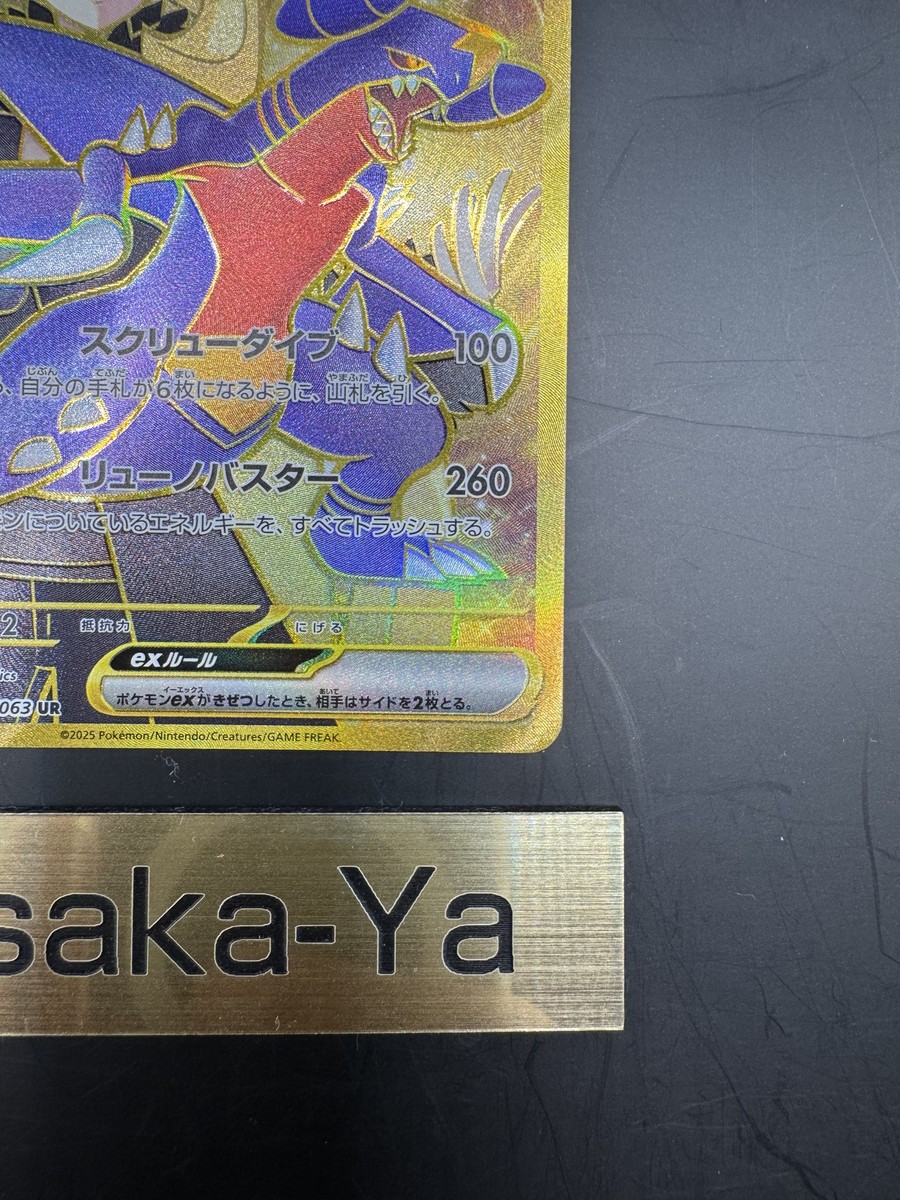 スクリューダイブ 100
、自分の手札が6枚になるように、山札を引く。
リューノバスター 260
ンについているエネルギーを、すべてトラッシュする。
2 抵抗力 にげる
exルール
ics
ポケモンexがきぜつしたとき、相手はサイドを2枚とる。
063 UR
©2025 Pokémon/Nintendo/Creatures/GAME FREAK.
saka-Ya